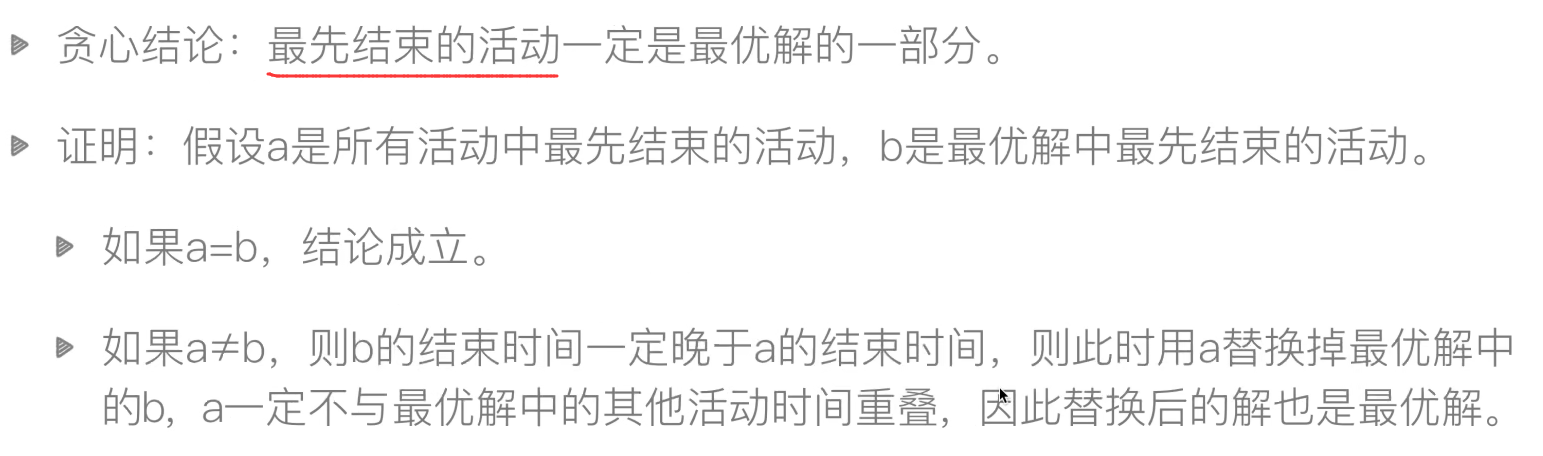 贪心结论：最先结束的活动一定是最优解的一部分。
证明：假设a是所有活动中最先结束的活动，b是最优解中最先结束的活动。
如果a=b，结论成立。
如果a≠b，则b的结束时间一定晚于a的结束时间，则此时用a替换掉最优解中
的b，a一定不与最优解中的其他活动时间重叠，因此替换后的解也是最优解。